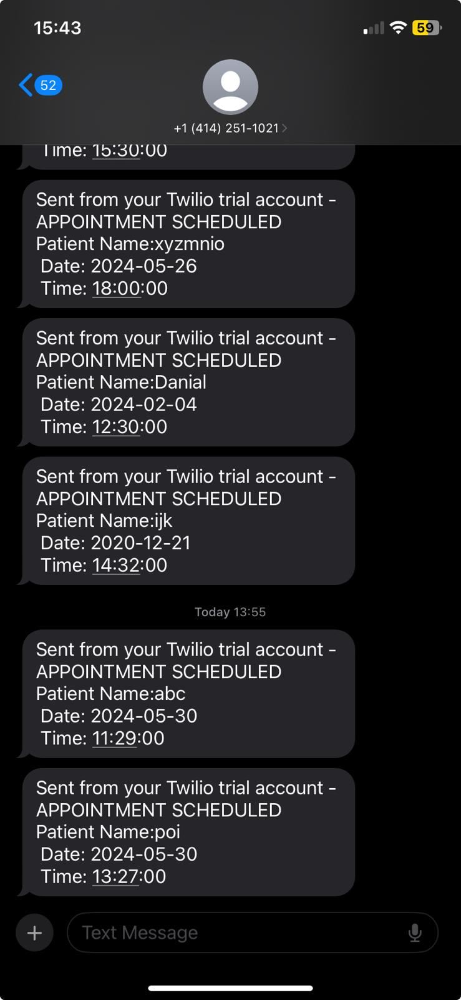 15:43
59
52
+1 (414) 251-1021
Time: 15:30:00
Sent from your Twilio trial account -
APPOINTMENT SCHEDULED
Patient Name:xyzmnio
Date: 2024-05-26
Time: 18:00:00
Sent from your Twilio trial account -
APPOINTMENT SCHEDULED
Patient Name:Danial
Date: 2024-02-04
Time: 12:30:00
Sent from your Twilio trial account -
APPOINTMENT SCHEDULED
Patient Name:ijk
Date: 2020-12-21
Time: 14:32:00
Today 13:55
Sent from your Twilio trial account -
APPOINTMENT SCHEDULED
Patient Name:abc
Date: 2024-05-30
Time: 11:29:00
Sent from your Twilio trial account -
APPOINTMENT SCHEDULED
Patient Name:poi
Date: 2024-05-30
Time: 13:27:00
Text Message